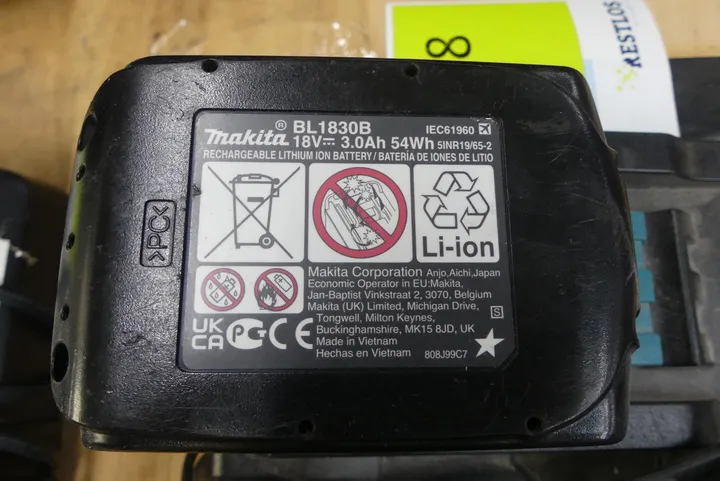 8
RESTLOS
makita® BL1830B IEC61960
18V⎓ 3.0Ah 54Wh 5INR19/65-2
RECHARGEABLE LITHIUM ION BATTERY / BATERÍA DE IONES DE LITIO
>PC<
Li-ion
Makita Corporation Anjo,Aichi,Japan
Economic Operator in EU:Makita,
Jan-Baptist Vinkstraat 2, 3070, Belgium
Makita (UK) Limited, Michigan Drive,
Tongwell, Milton Keynes,
Buckinghamshire, MK15 8JD, UK
Made in Vietnam
Hechas en Vietnam 808J99C7
S
UK
CA
PC CE